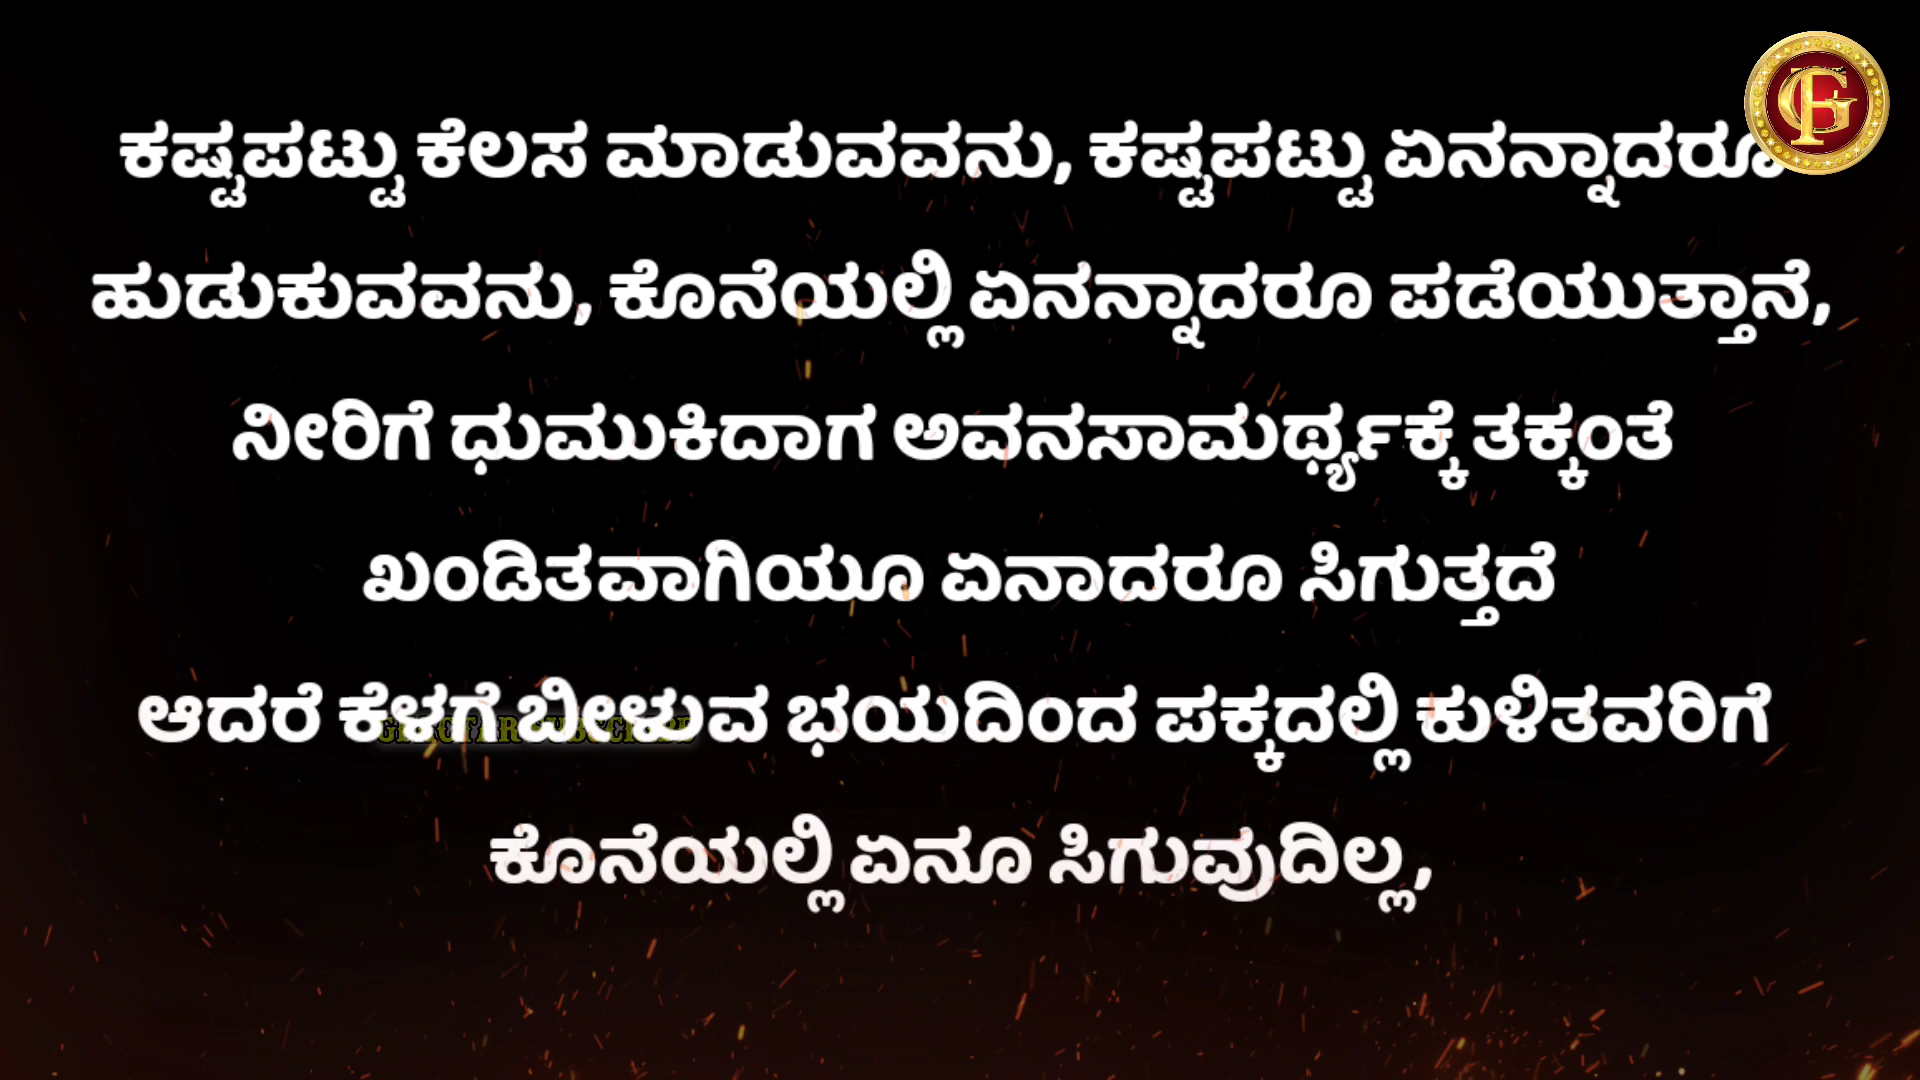 ಕಷ್ಟಪಟ್ಟು ಕೆಲಸ ಮಾಡುವವನು, ಕಷ್ಟಪಟ್ಟು ಏನನ್ನಾದರೂ
ಹುಡುಕುವವನು, ಕೊನೆಯಲ್ಲಿ ಏನನ್ನಾದರೂ ಪಡೆಯುತ್ತಾನೆ,
ನೀರಿಗೆ ಧುಮುಕಿದಾಗ ಅವನಸಾಮರ್ಥ್ಯಕ್ಕೆ ತಕ್ಕಂತೆ
ಖಂಡಿತವಾಗಿಯೂ ಏನಾದರೂ ಸಿಗುತ್ತದೆ
ಆದರೆ ಕೆಳಗೆ ಬೀಳುವ ಭಯದಿಂದ ಪಕ್ಕದಲ್ಲಿ ಕುಳಿತವರಿಗೆ
ಕೊನೆಯಲ್ಲಿ ಏನೂ ಸಿಗುವುದಿಲ್ಲ,